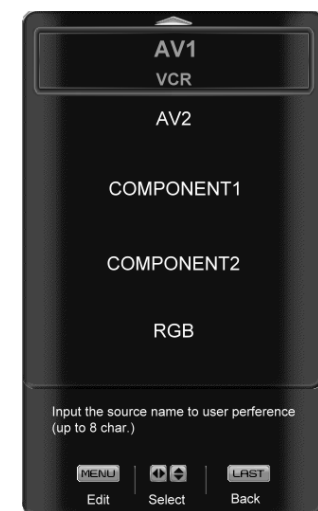 AV1
VCR
AV2
COMPONENT1
COMPONENT2
RGB
Input the source name to user perference
(up to 8 char.)
MENU LAST
Edit Select Back